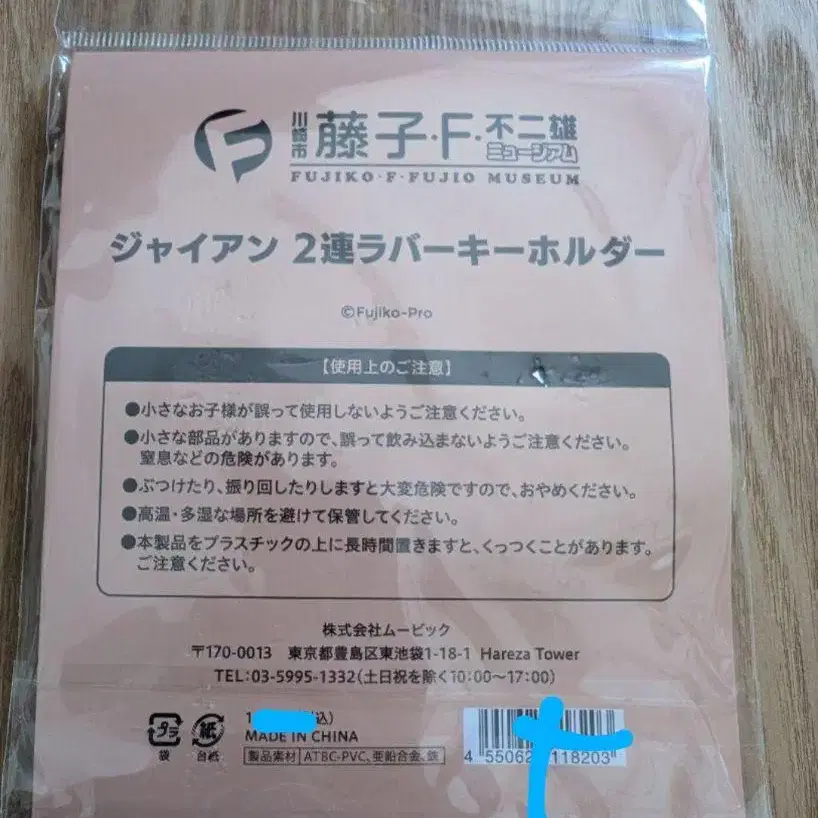 川崎市 藤子・F・不二雄 ミュージアム
FUJIKO・F・FUJIO MUSEUM
ジャイアン 2連ラバーキーホルダー
©Fujiko-Pro
【使用上のご注意】
●小さなお子様が誤って使用しないようご注意ください。
●小さな部品がありますので、誤って飲み込まないようご注意ください。
窒息などの危険があります。
●ぶつけたり、振り回したりしますと大変危険ですので、おやめください。
●高温・多湿な場所を避けて保管してください。
●本製品をプラスチックの上に長時間置きますと、くっつくことがあります。
ご注意ください。
株式会社ムービック
〒170-0013 東京都豊島区東池袋1-18-1 Hareza Tower
TEL:03-5995-1332(土日祝を除く10:00~17:00)
プラ 袋
紙 台紙
込)
MADE IN CHINA
製品素材 ATBC-PVC、亜鉛合金、鉄
4 55062 118203